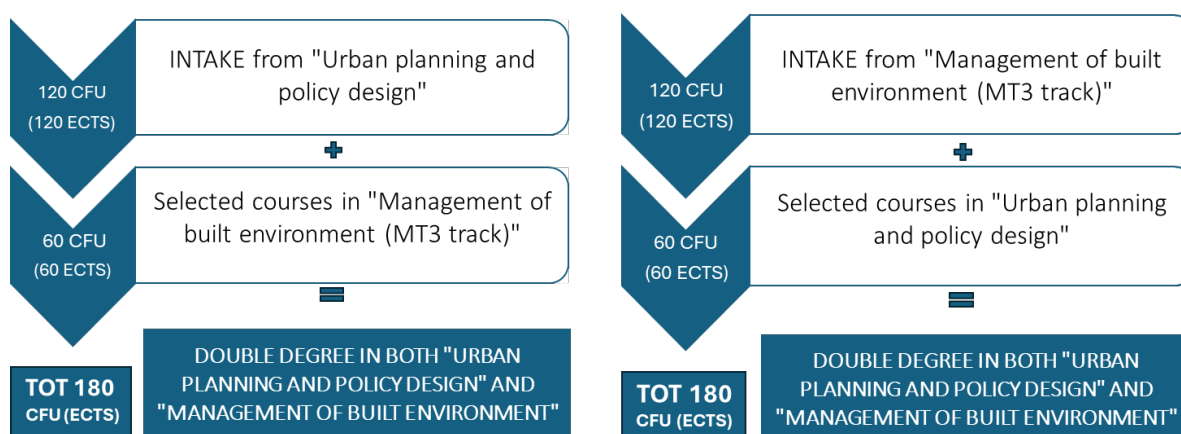 120 CFU
(120 ECTS)
INTAKE from "Urban planning and
policy design"
+
60 CFU
(60 ECTS)
Selected courses in "Management of
built environment (MT3 track)"
=
TOT 180
CFU (ECTS)
DOUBLE DEGREE IN BOTH "URBAN
PLANNING AND POLICY DESIGN" AND
"MANAGEMENT OF BUILT ENVIRONMENT"
120 CFU
(120 ECTS)
INTAKE from "Management of built
environment (MT3 track)"
+
60 CFU
(60 ECTS)
Selected courses in "Urban planning
and policy design"
=
TOT 180
CFU (ECTS)
DOUBLE DEGREE IN BOTH "URBAN
PLANNING AND POLICY DESIGN" AND
"MANAGEMENT OF BUILT ENVIRONMENT"